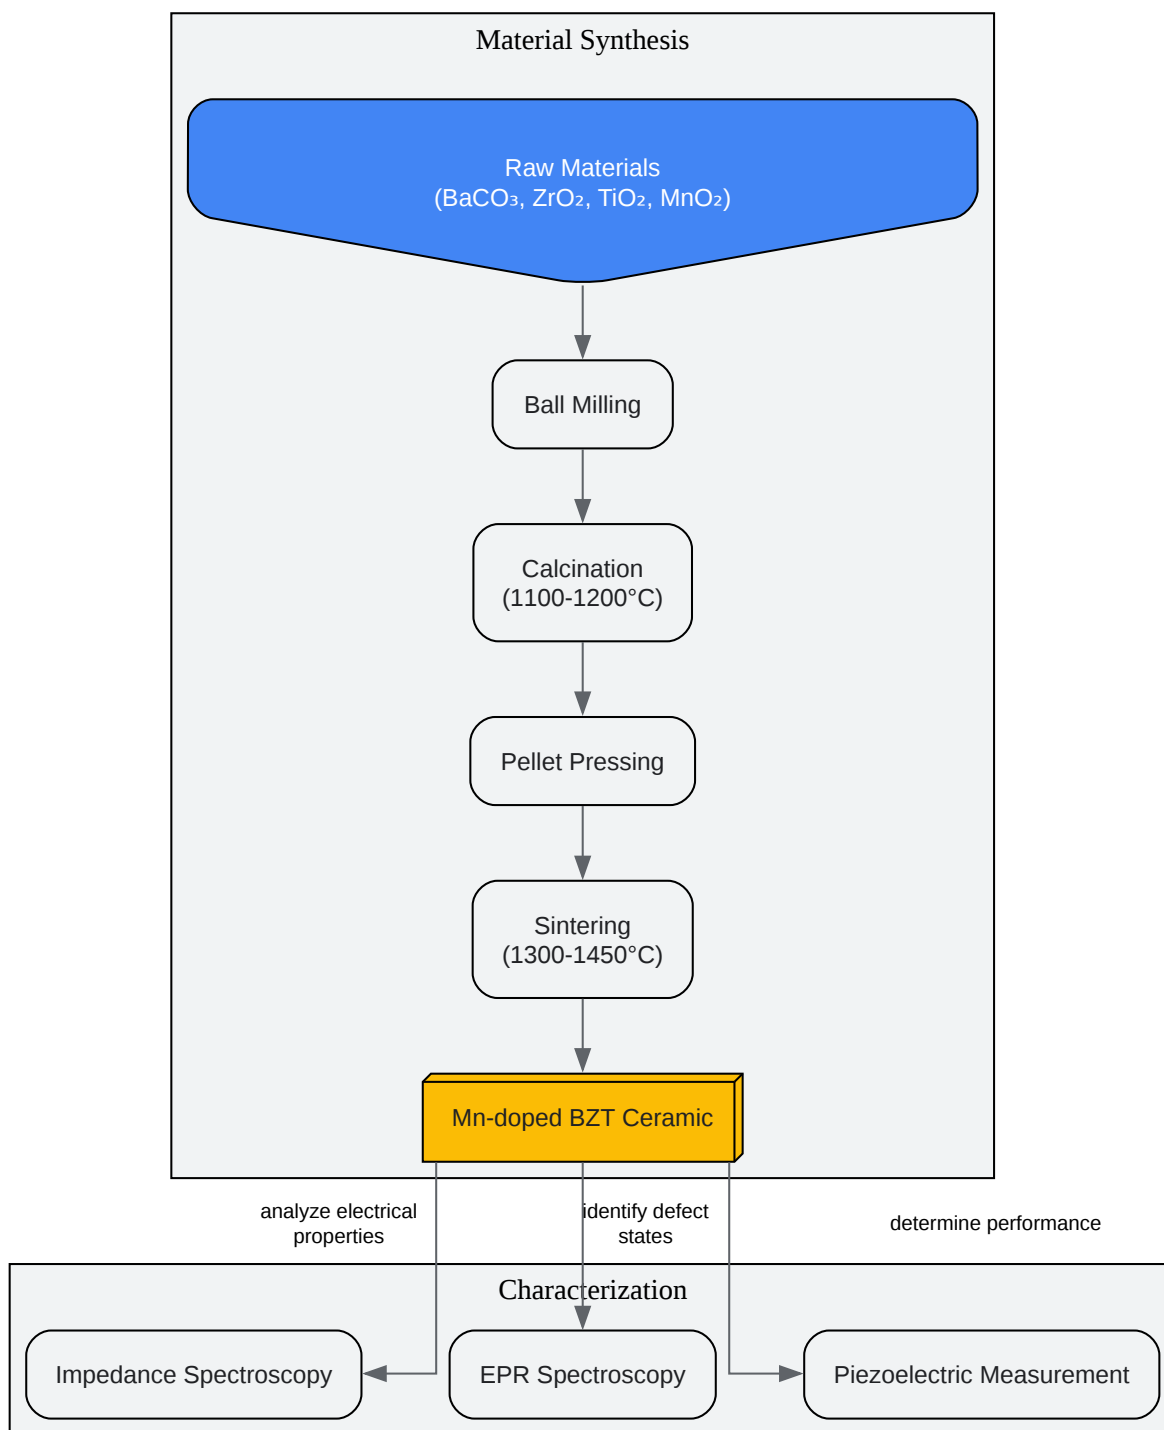 Material Synthesis
Raw Materials
(BaCO₃, ZrO₂, TiO₂, MnO₂)
Ball Milling
Calcination
(1100-1200°C)
Pellet Pressing
Sintering
(1300-1450°C)
Mn-doped BZT Ceramic
analyze electrical
properties
identify defect
states
determine performance
Characterization
Impedance Spectroscopy
EPR Spectroscopy
Piezoelectric Measurement